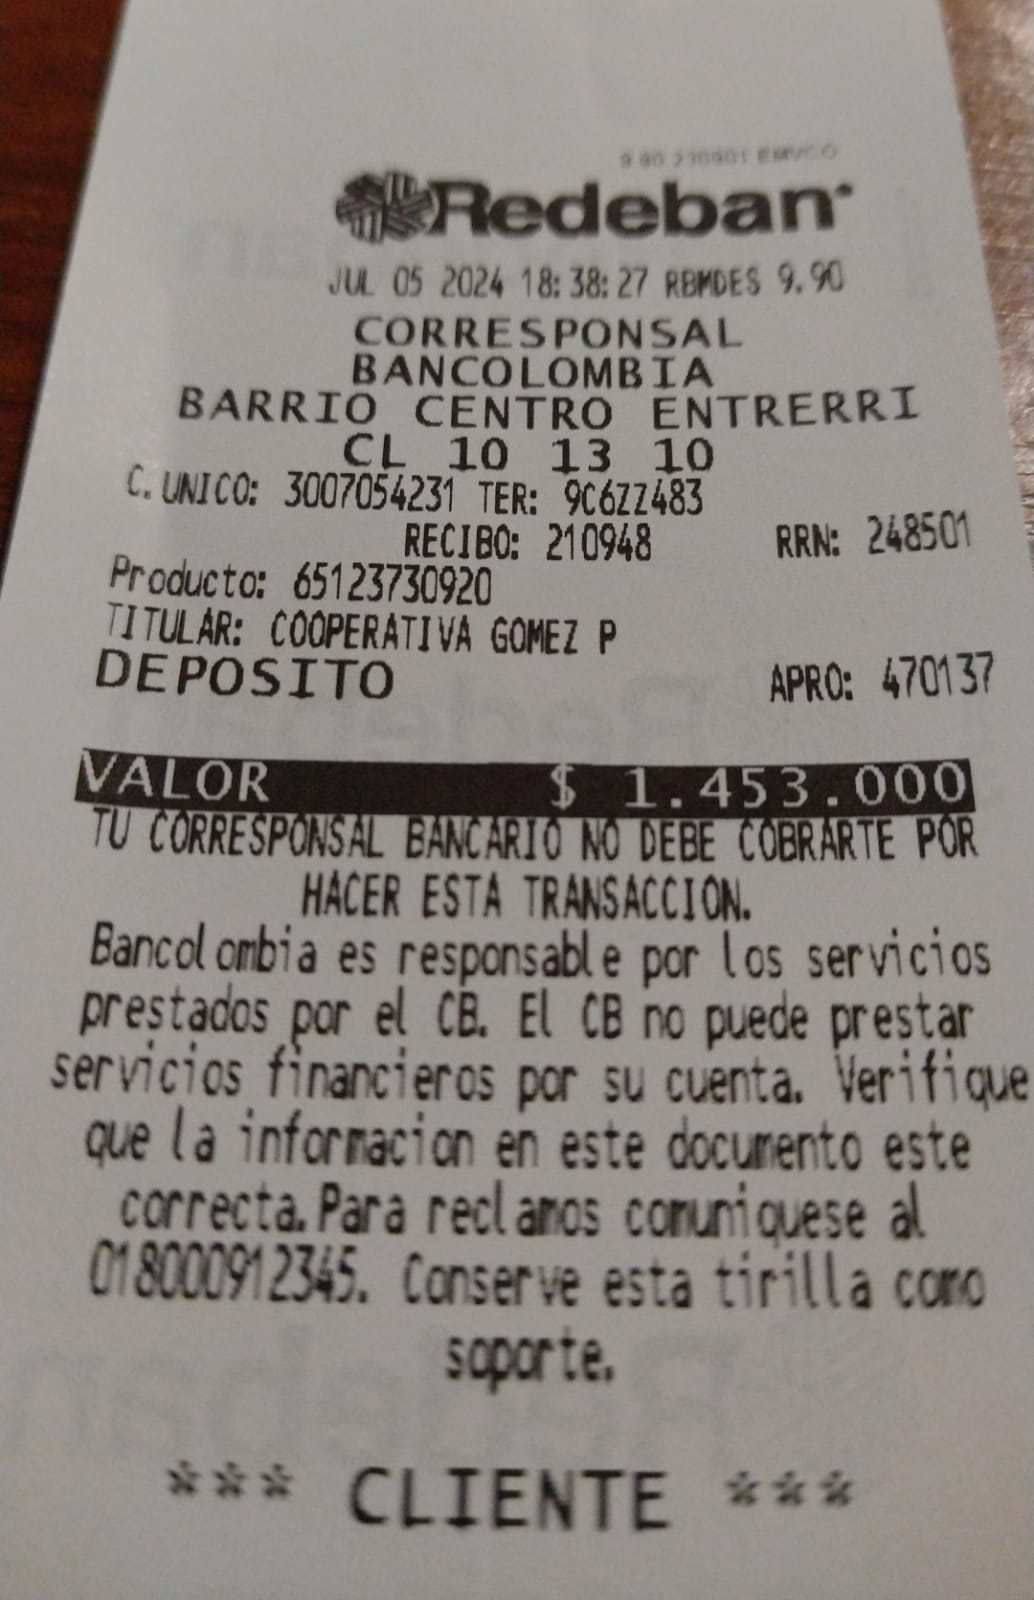 9.90 230901 EMVCO
Redeban
JUL 05 2024 18:38:27 RBMDES 9.90
CORRESPONSAL
BANCOLOMBIA
BARRIO CENTRO ENTRERRI
CL 10 13 10
C. UNICO: 3007054231 TER: 9C6ZZ483
RECIBO: 210948 RRN: 248501
Producto: 65123730920
TITULAR: COOPERATIVA GOMEZ P
DEPOSITO APRO: 470137
VALOR $ 1.453.000
TU CORRESPONSAL BANCARIO NO DEBE COBRARTE POR
HACER ESTA TRANSACCION.
Bancolombia es responsable por los servicios
prestados por el CB. El CB no puede prestar
servicios financieros por su cuenta. Verifique
que la informacion en este documento este
correcta. Para reclamos comuniquese al
018000912345. Conserve esta tirilla como
soporte.
*** CLIENTE ***